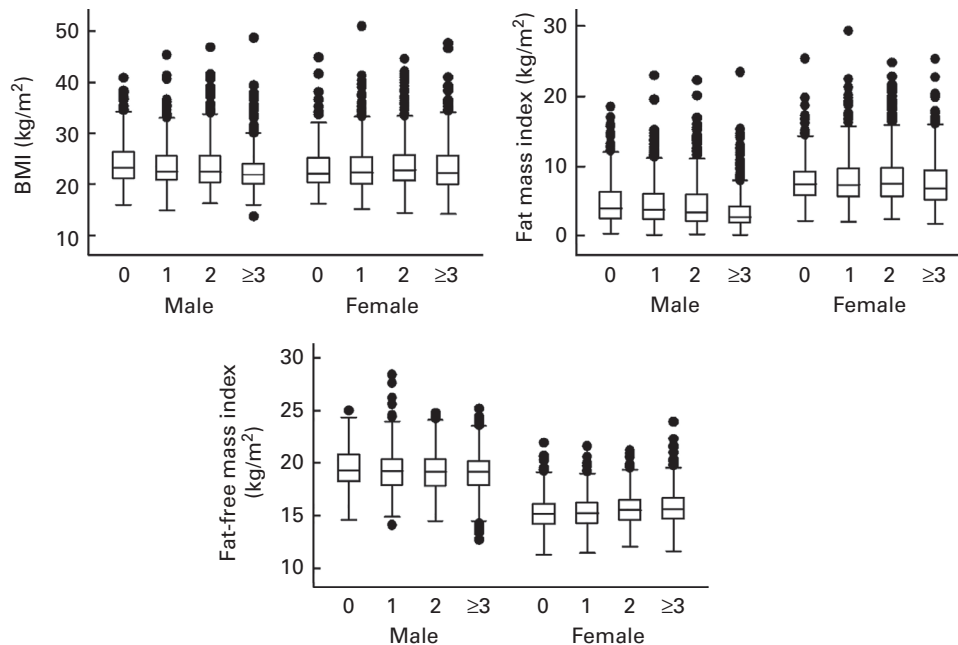 BMI (kg/m²)
50
40
30
20
10
0 1 2 ≥3 0 1 2 ≥3
Male Female
Fat mass index (kg/m²)
30
20
10
0
0 1 2 ≥3 0 1 2 ≥3
Male Female
Fat-free mass index
(kg/m²)
30
25
20
15
10
0 1 2 ≥3 0 1 2 ≥3
Male Female